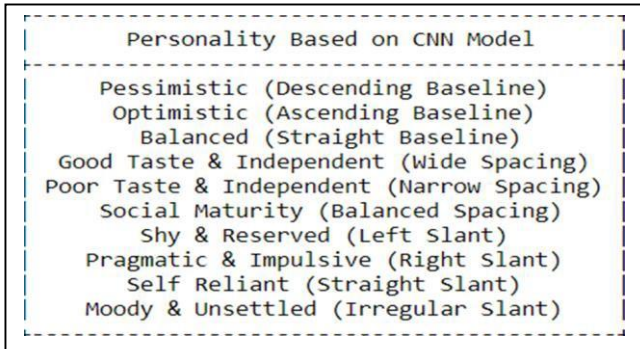 Personality Based on CNN Model
Pessimistic (Descending Baseline)
Optimistic (Ascending Baseline)
Balanced (Straight Baseline)
Good Taste & Independent (Wide Spacing)
Poor Taste & Independent (Narrow Spacing)
Social Maturity (Balanced Spacing)
Shy & Reserved (Left Slant)
Pragmatic & Impulsive (Right Slant)
Self Reliant (Straight Slant)
Moody & Unsettled (Irregular Slant)